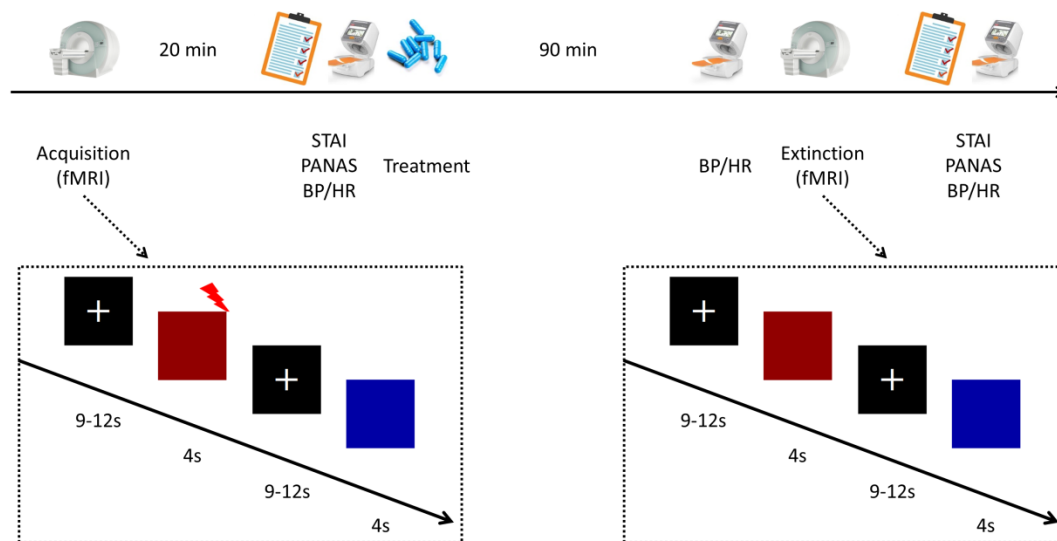 20 min
90 min
Acquisition
(fMRI)
STAI
PANAS
BP/HR
Treatment
BP/HR
Extinction
(fMRI)
STAI
PANAS
BP/HR
9-12s
4s
9-12s
4s
9-12s
4s
9-12s
4s